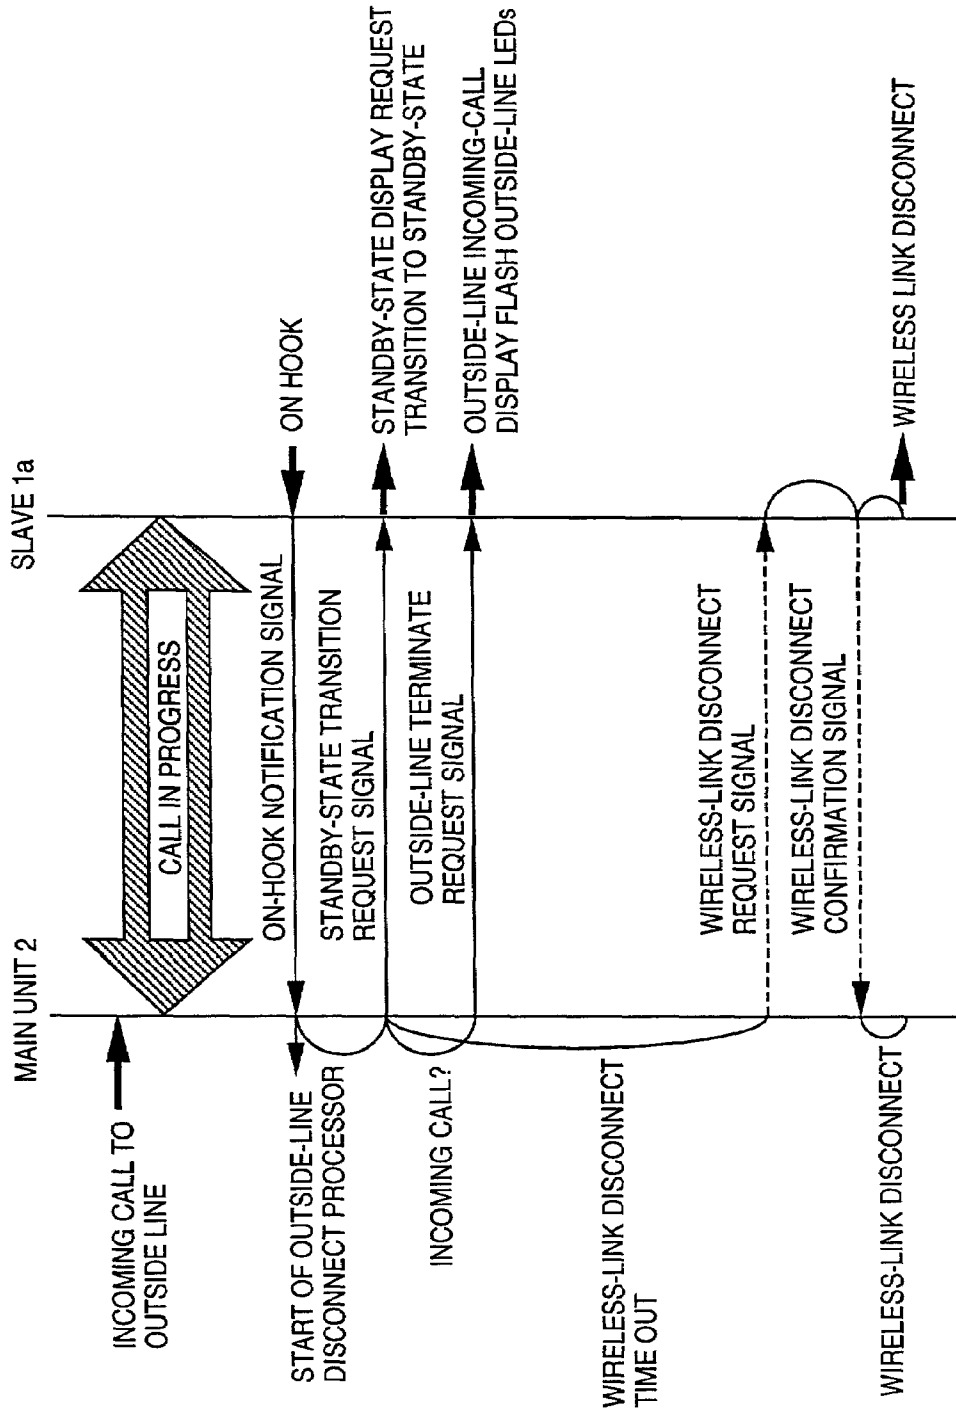 MAIN UNIT 2
SLAVE 1a
INCOMING CALL TO
OUTSIDE LINE
CALL IN PROGRESS
ON-HOOK NOTIFICATION SIGNAL
ON HOOK
START OF OUTSIDE-LINE
DISCONNECT PROCESSOR
STANDBY-STATE TRANSITION
REQUEST SIGNAL
STANDBY-STATE DISPLAY REQUEST
TRANSITION TO STANDBY-STATE
INCOMING CALL?
OUTSIDE-LINE TERMINATE
REQUEST SIGNAL
OUTSIDE-LINE INCOMING-CALL
DISPLAY FLASH OUTSIDE-LINE LEDs
WIRELESS-LINK DISCONNECT
TIME OUT
WIRELESS-LINK DISCONNECT
REQUEST SIGNAL
WIRELESS-LINK DISCONNECT
CONFIRMATION SIGNAL
WIRELESS-LINK DISCONNECT
WIRELESS LINK DISCONNECT